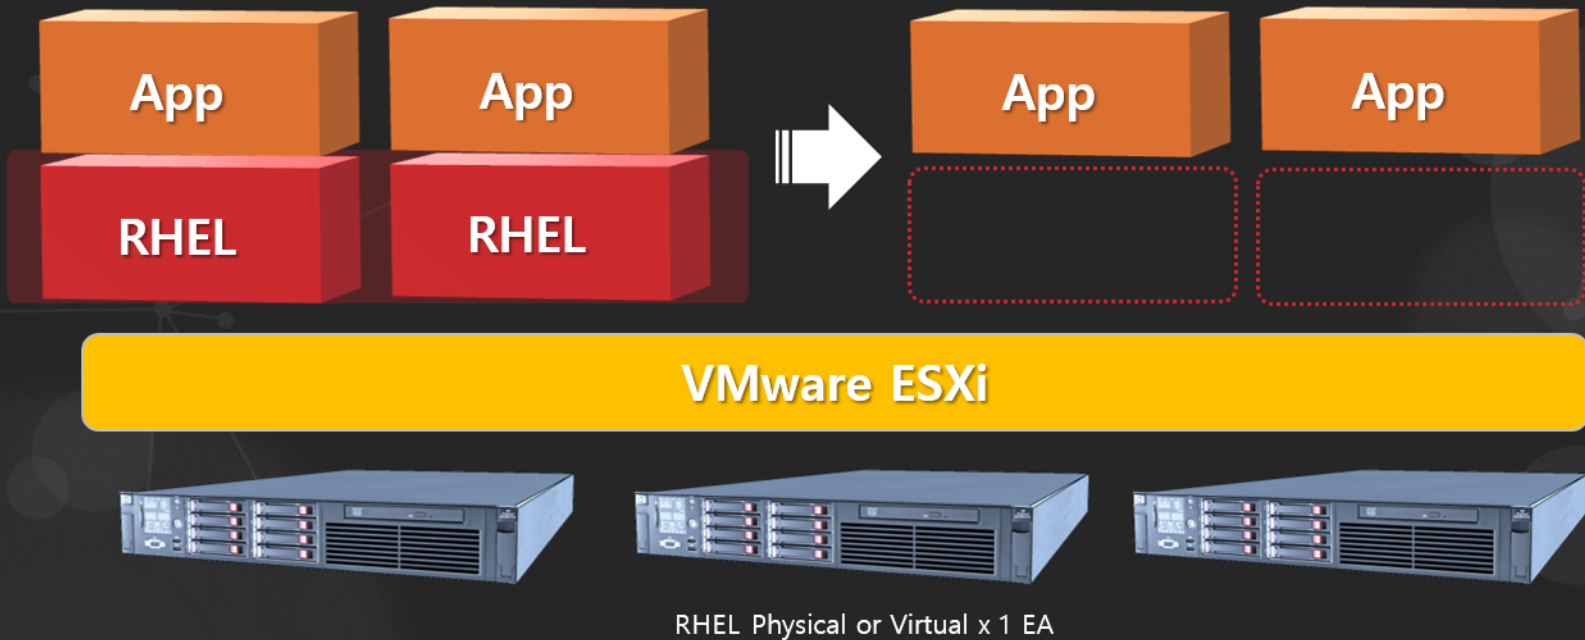 App App App App
RHEL RHEL
VMware ESXi
RHEL Physical or Virtual x 1 EA